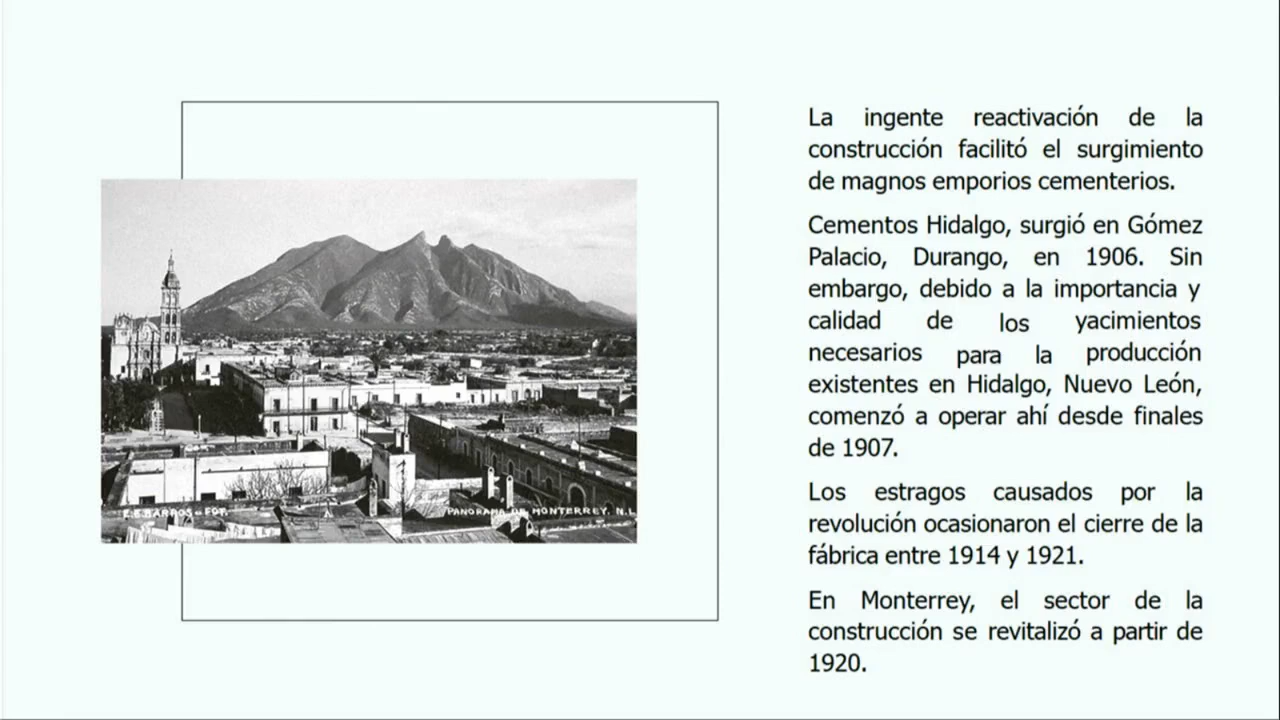 La ingente reactivación de la
construcción facilitó el surgimiento
de magnos emporios cementerios.
Cementos Hidalgo, surgió en Gómez
Palacio, Durango, en 1906. Sin
embargo, debido a la importancia y
calidad de los yacimientos
necesarios para la producción
existentes en Hidalgo, Nuevo León,
comenzó a operar ahí desde finales
de 1907.
Los estragos causados por la
revolución ocasionaron el cierre de la
fábrica entre 1914 y 1921.
En Monterrey, el sector de la
construcción se revitalizó a partir de
1920.
BARROS - FOT.
PANORAMA DE MONTERREY. N.L.